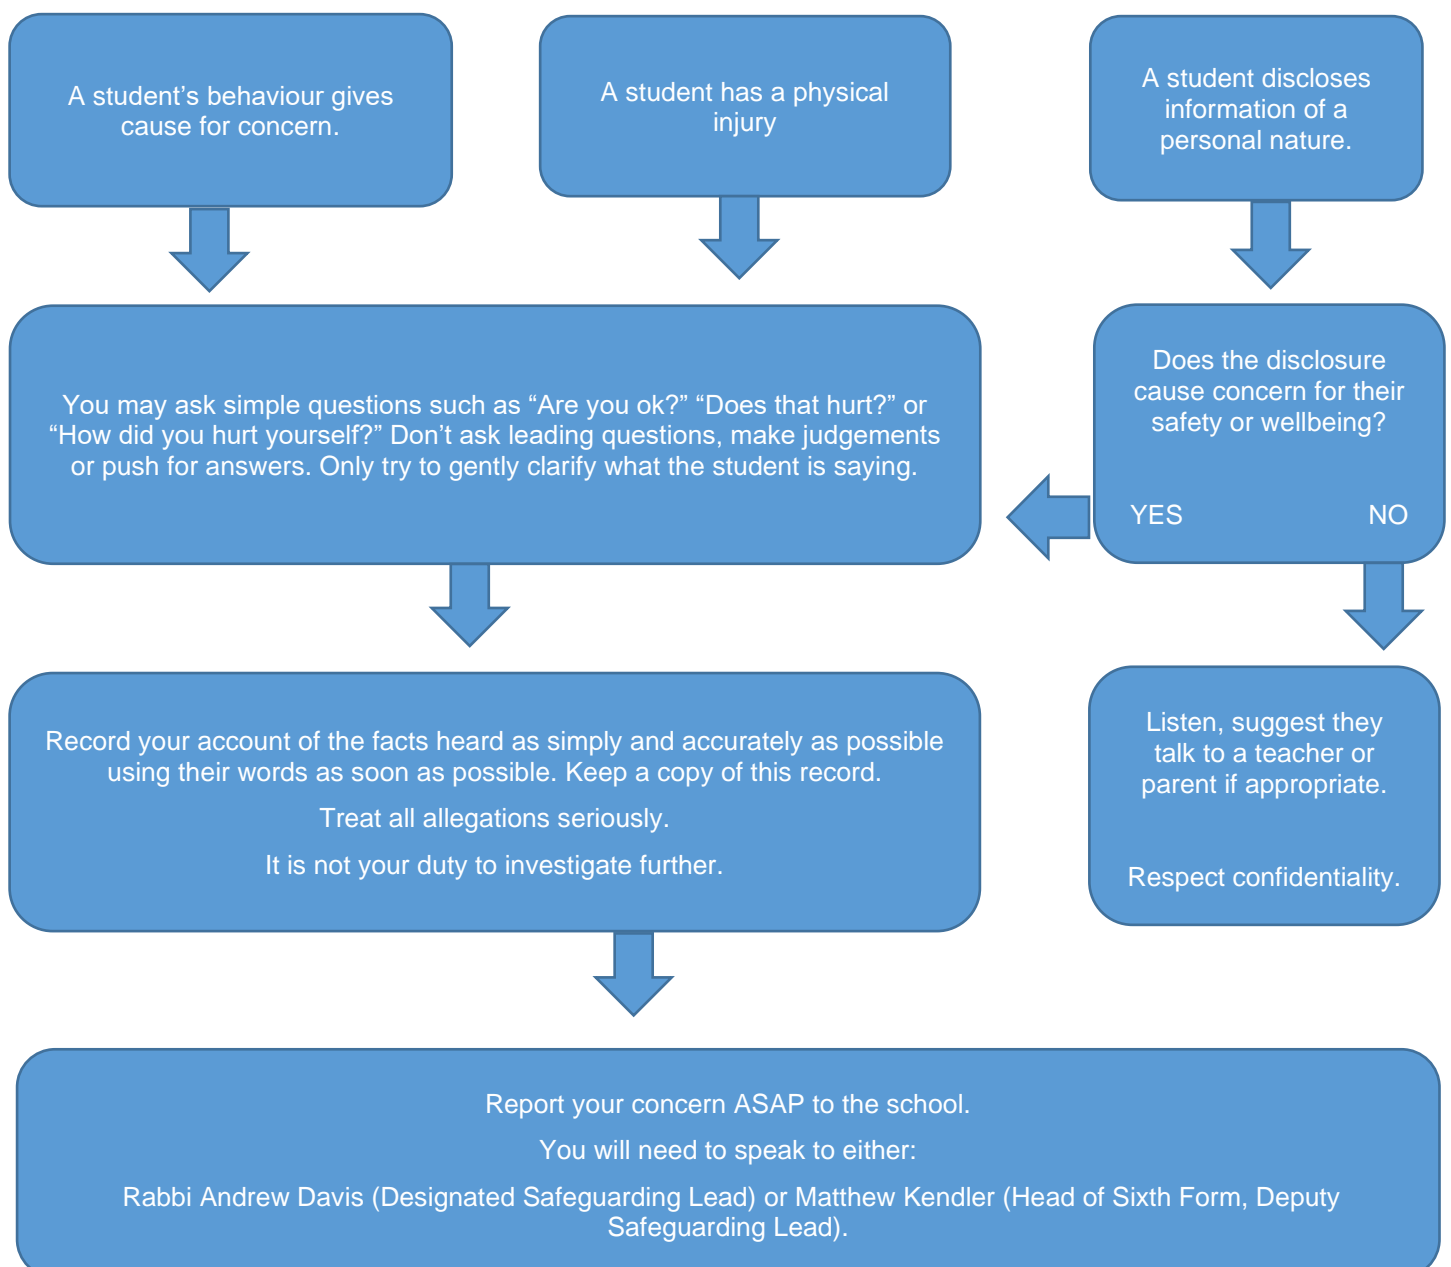 A student’s behaviour gives
cause for concern.
A student has a physical
injury
A student discloses
information of a
personal nature.
You may ask simple questions such as “Are you ok?” “Does that hurt?” or
“How did you hurt yourself?” Don’t ask leading questions, make judgements
or push for answers. Only try to gently clarify what the student is saying.
Does the disclosure
cause concern for their
safety or wellbeing?
YES NO
Record your account of the facts heard as simply and accurately as possible
using their words as soon as possible. Keep a copy of this record.
Treat all allegations seriously.
It is not your duty to investigate further.
Listen, suggest they
talk to a teacher or
parent if appropriate.
Respect confidentiality.
Report your concern ASAP to the school.
You will need to speak to either:
Rabbi Andrew Davis (Designated Safeguarding Lead) or Matthew Kendler (Head of Sixth Form, Deputy
Safeguarding Lead).